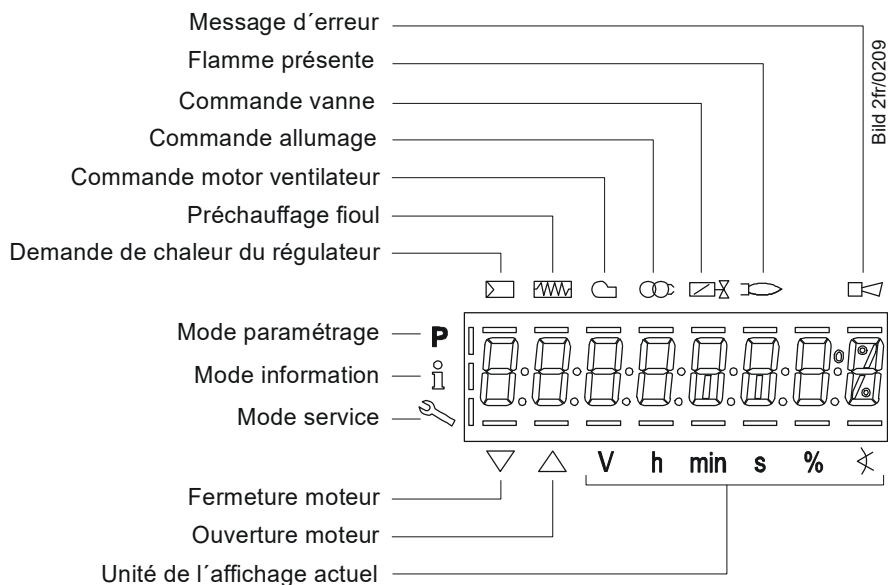 Message d´erreur
Flamme présente
Commande vanne
Commande allumage
Commande motor ventilateur
Préchauffage fioul
Demande de chaleur du régulateur
Bild 2fr/0209
Mode paramétrage P
Mode information i
Mode service
V h min s %
Fermeture moteur
Ouverture moteur
Unité de l´affichage actuel